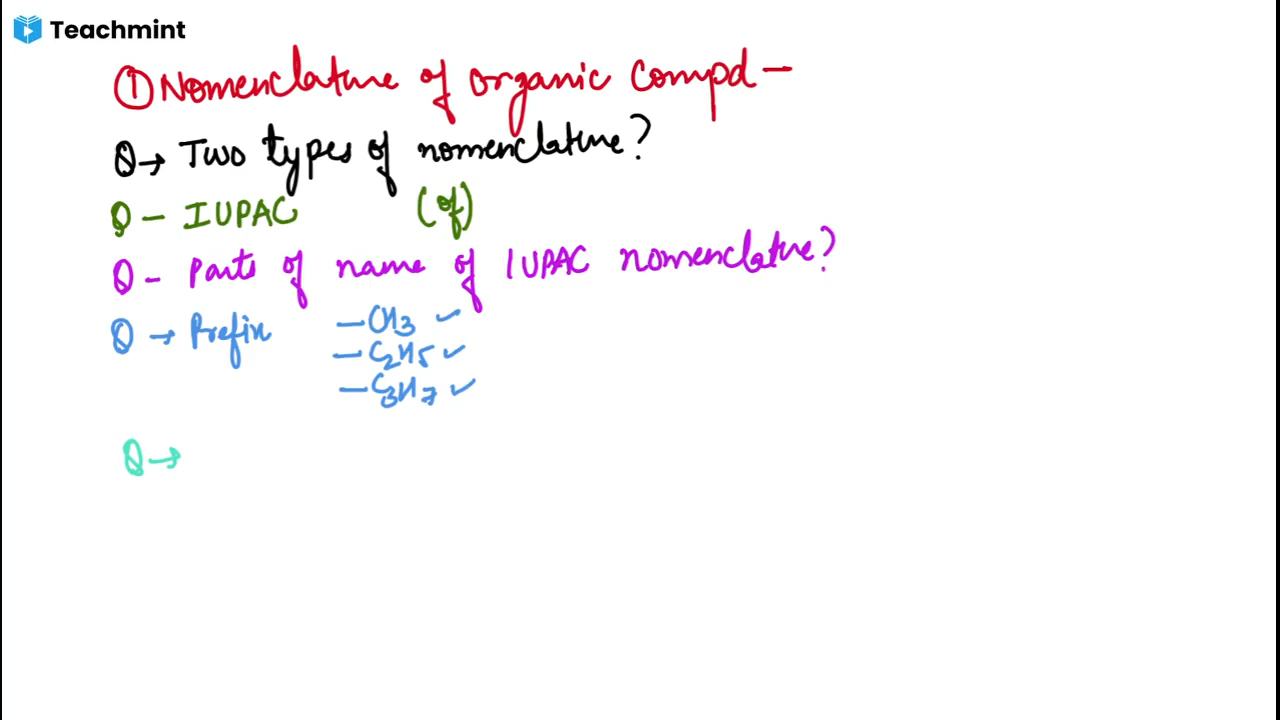 Teachmint
① Nomenclature of organic compd —
Q → Two types of nomenclature?
Q - IUPAC (of)
Q - Parts of name of IUPAC nomenclature?
Q → Prefix —CH3 ✓
—C2H5 ✓
—C3H7 ✓
Q →